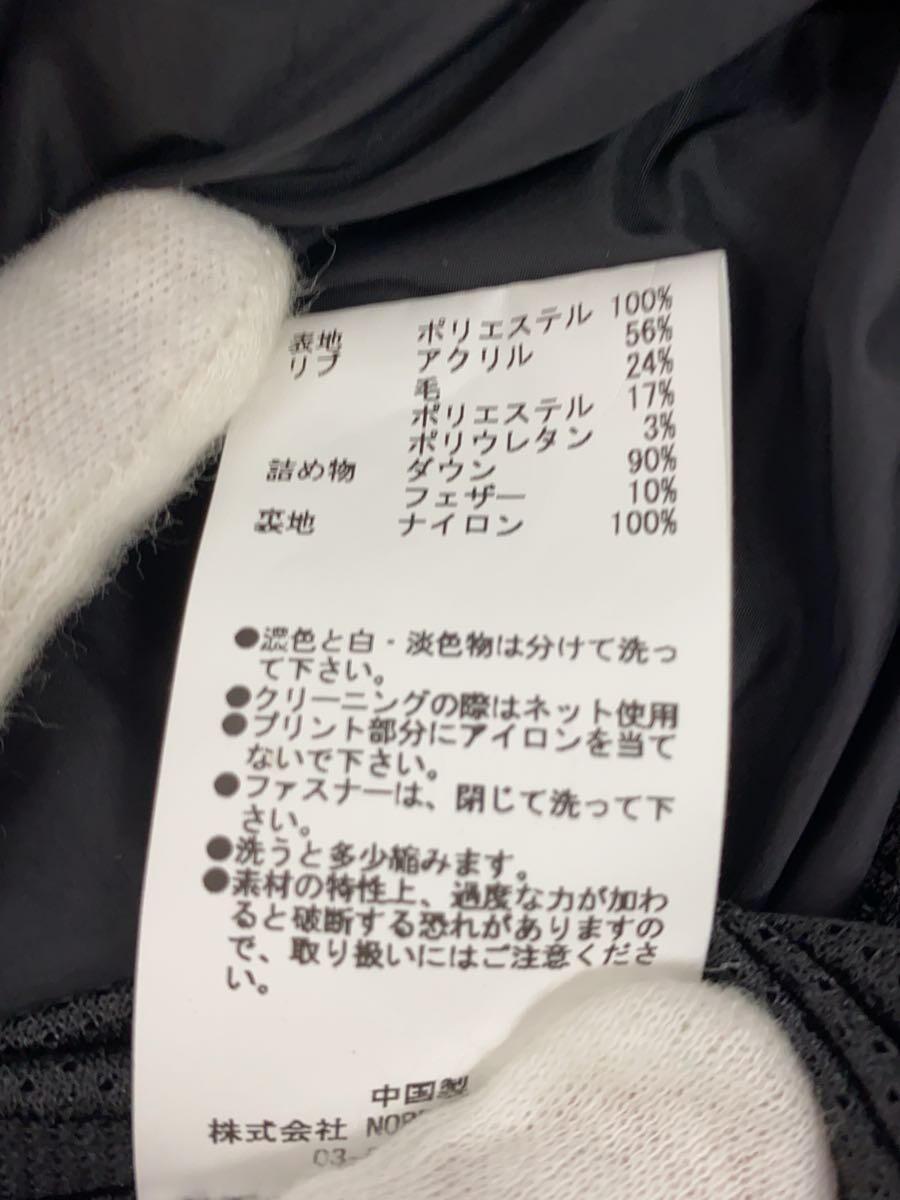 表地 ポリエステル 100%
リブ アクリル 56%
毛 24%
ポリエステル 17%
ポリウレタン 3%
詰め物 ダウン 90%
フェザー 10%
裏地 ナイロン 100%
●濃色と白・淡色物は分けて洗っ
て下さい。
●クリーニングの際はネット使用
●プリント部分にアイロンを当て
ないで下さい。
●ファスナーは、閉じて洗って下
さい。
●洗うと多少縮みます。
●素材の特性上、過度な力が加わ
ると破断する恐れがありますの
で、取り扱いにはご注意くださ
い。
中国製
株式会社
03-